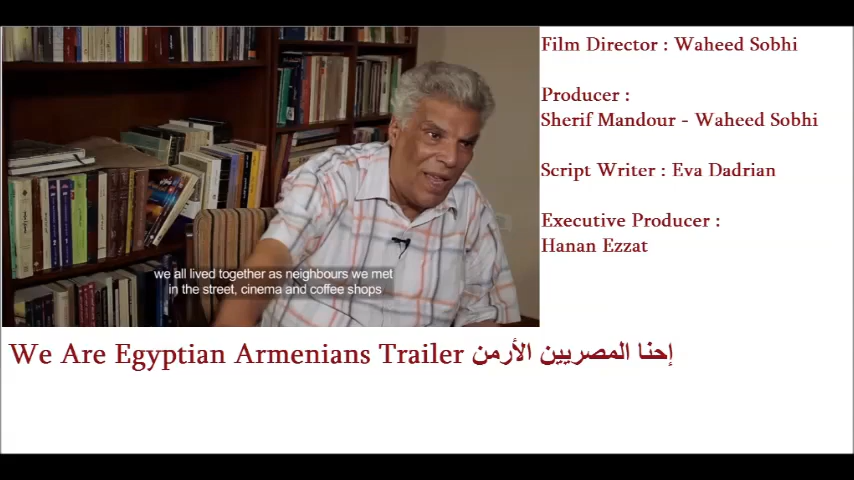 Film Director : Waheed Sobhi
Producer :
Sherif Mandour - Waheed Sobhi
Script Writer : Eva Dadrian
Executive Producer :
Hanan Ezzat
we all lived together as neighbours we met
in the street, cinema and coffee shops
We Are Egyptian Armenians Trailer إحنا المصريين الأرمن